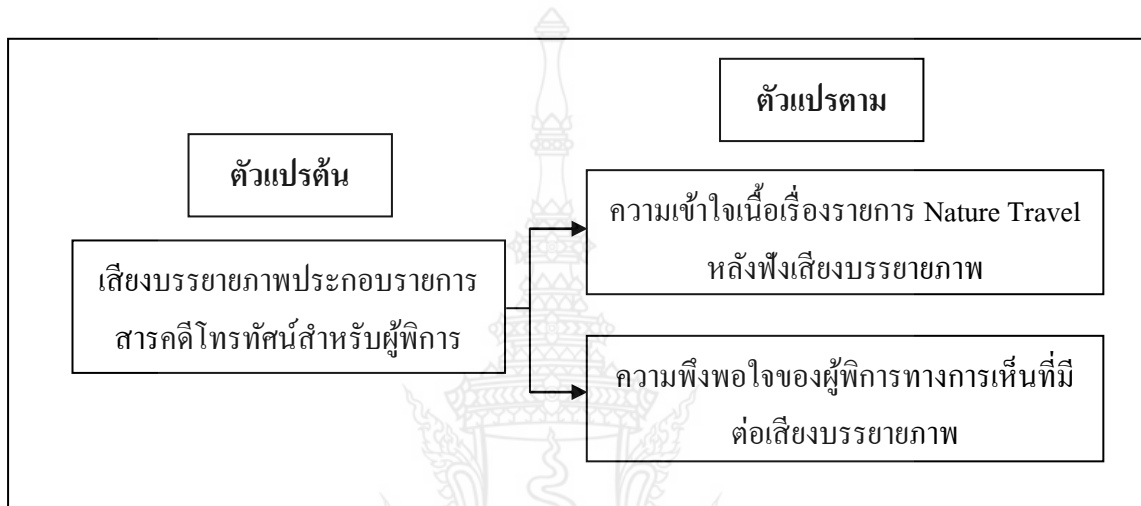 ตัวแปรต้น
เสียงบรรยายภาพประกอบรายการ
สารคดีโทรทัศน์สำหรับผู้พิการ
ตัวแปรตาม
ความเข้าใจเนื้อเรื่องรายการ Nature Travel
หลังฟังเสียงบรรยายภาพ
ความพึงพอใจของผู้พิการทางการเห็นที่มี
ต่อเสียงบรรยายภาพ